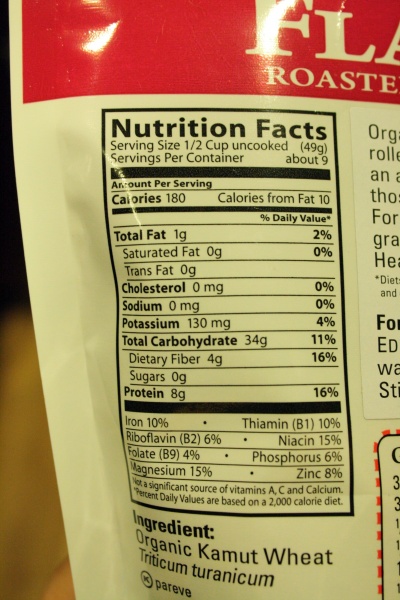 FLA
ROASTE
Nutrition Facts
Serving Size 1/2 Cup uncooked (49g)
Servings Per Container about 9
Amount Per Serving
Calories 180 Calories from Fat 10
% Daily Value*
Total Fat 1g 2%
Saturated Fat 0g 0%
Trans Fat 0g
Cholesterol 0 mg 0%
Sodium 0 mg 0%
Potassium 130 mg 4%
Total Carbohydrate 34g 11%
Dietary Fiber 4g 16%
Sugars 0g
Protein 8g 16%
Iron 10% • Thiamin (B1) 10%
Riboflavin (B2) 6% • Niacin 15%
Folate (B9) 4% • Phosphorus 6%
Magnesium 15% • Zinc 8%
Not a significant source of vitamins A, C and Calcium.
*Percent Daily Values are based on a 2,000 calorie diet.
Ingredient:
Organic Kamut Wheat
Triticum turanicum
K pareve
Orga
rolle
an a
thos
For
gra
Hea
*Diets
and
For
ED
wa
Sti